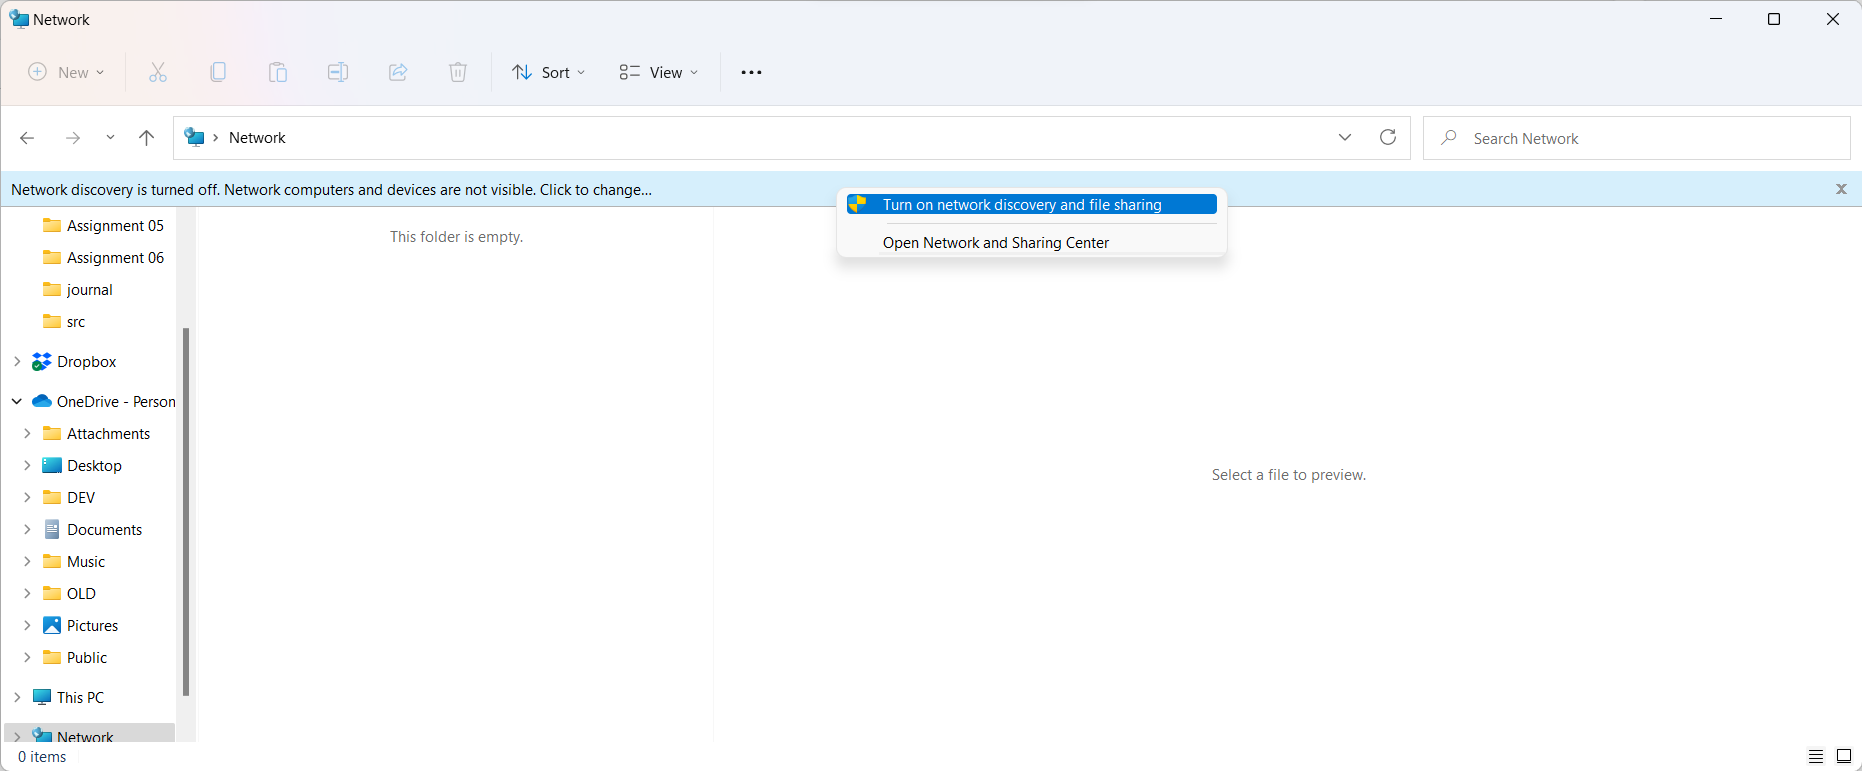 Network
New
Sort
View
Network
Search Network
Network discovery is turned off. Network computers and devices are not visible. Click to change...
Turn on network discovery and file sharing
Open Network and Sharing Center
Assignment 05
Assignment 06
journal
src
Dropbox
OneDrive - Person
Attachments
Desktop
DEV
Documents
Music
OLD
Pictures
Public
This PC
Network
This folder is empty.
Select a file to preview.
0 items